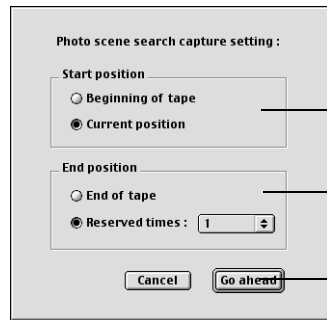 Photo scene search capture setting :
Start position
Beginning of tape
Current position
End position
End of tape
Reserved times : 1
Cancel Go ahead